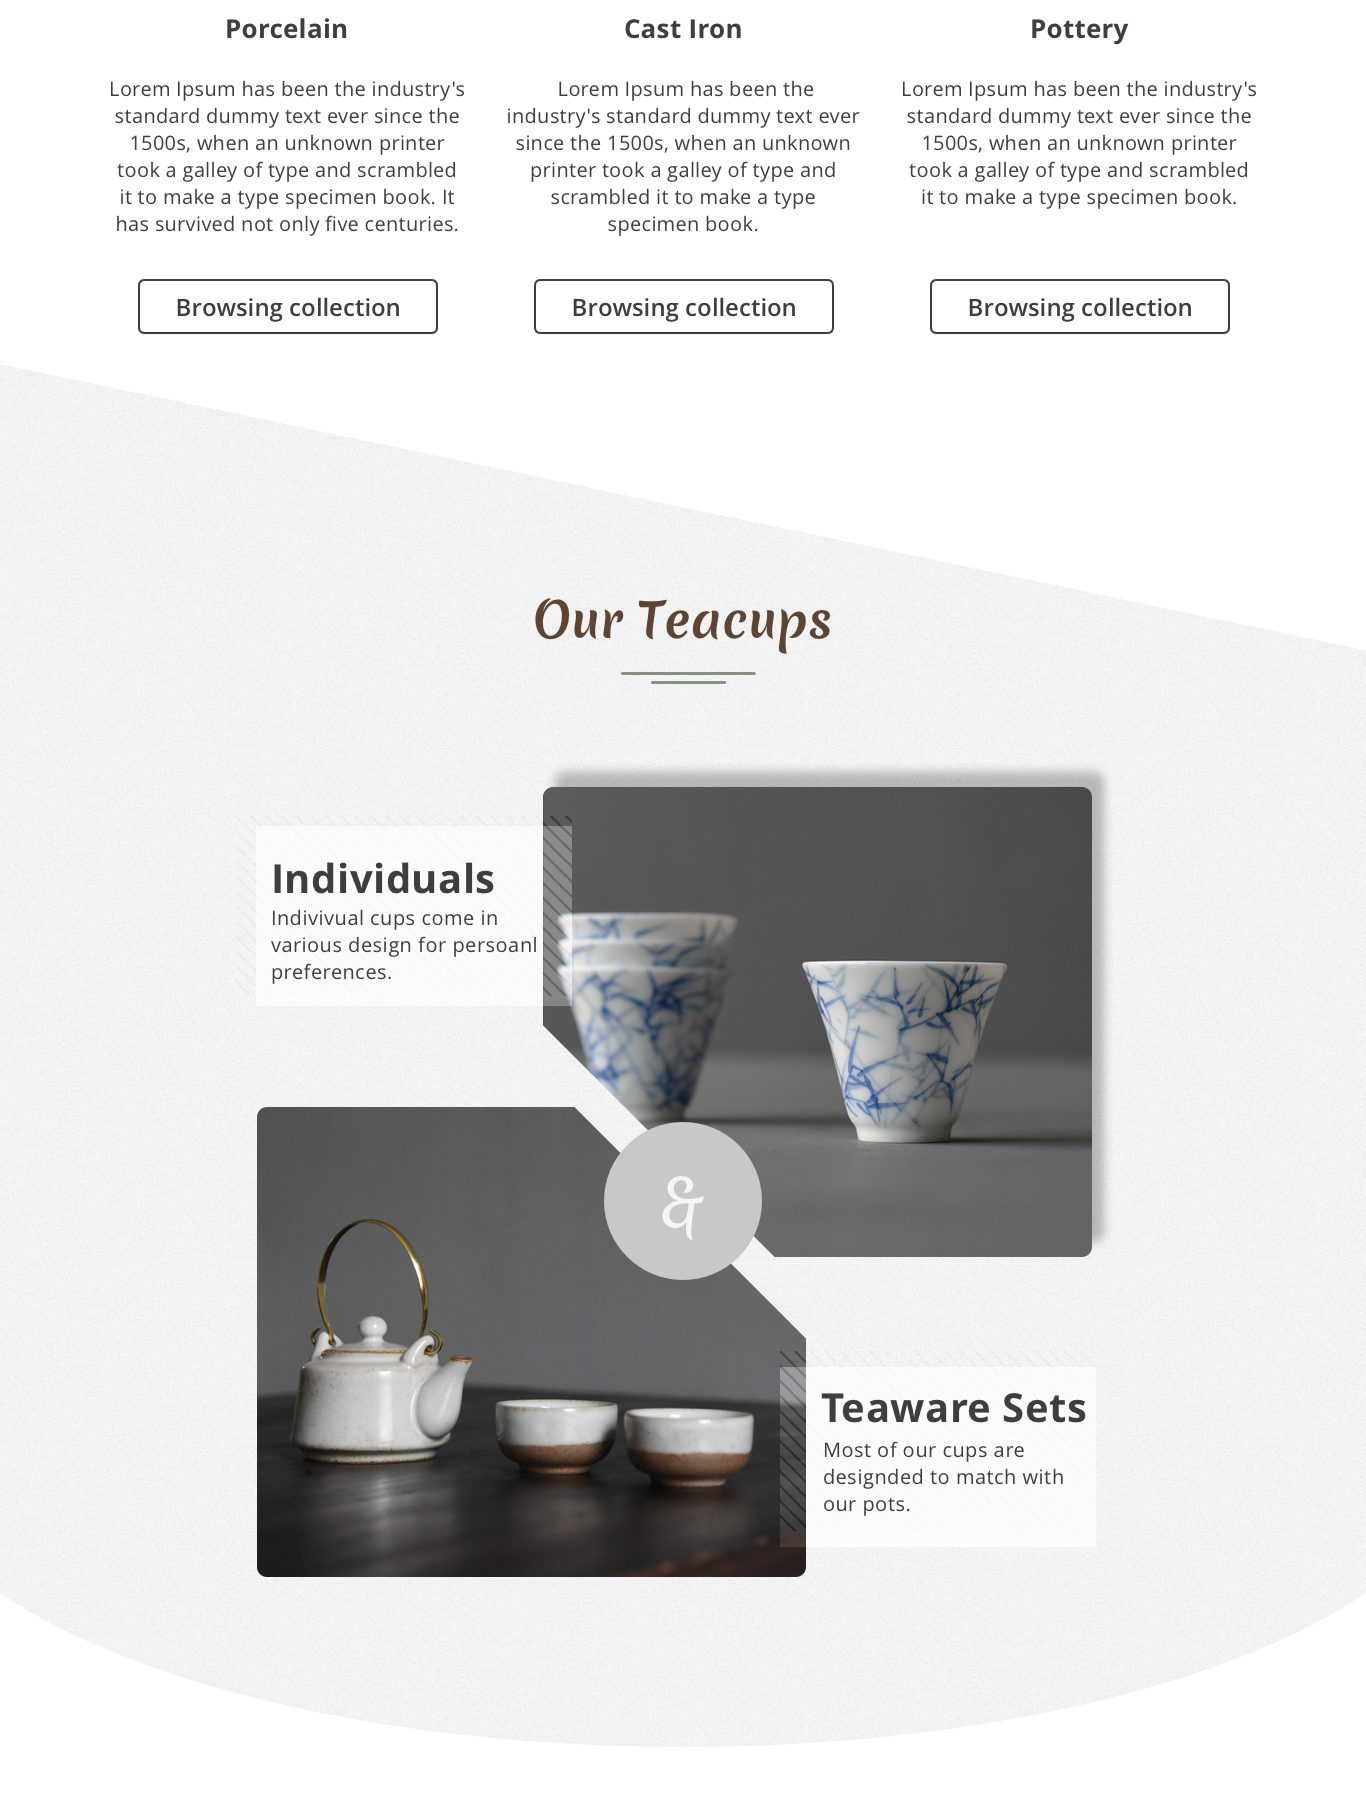 Porcelain
Lorem Ipsum has been the industry's
standard dummy text ever since the
1500s, when an unknown printer
took a galley of type and scrambled
it to make a type specimen book. It
has survived not only five centuries.
Browsing collection
Cast Iron
Lorem Ipsum has been the
industry's standard dummy text ever
since the 1500s, when an unknown
printer took a galley of type and
scrambled it to make a type
specimen book.
Browsing collection
Pottery
Lorem Ipsum has been the industry's
standard dummy text ever since the
1500s, when an unknown printer
took a galley of type and scrambled
it to make a type specimen book.
Browsing collection
Our Teacups
Individuals
Indivivual cups come in
various design for persoanl
preferences.
&
Teaware Sets
Most of our cups are
designded to match with
our pots.